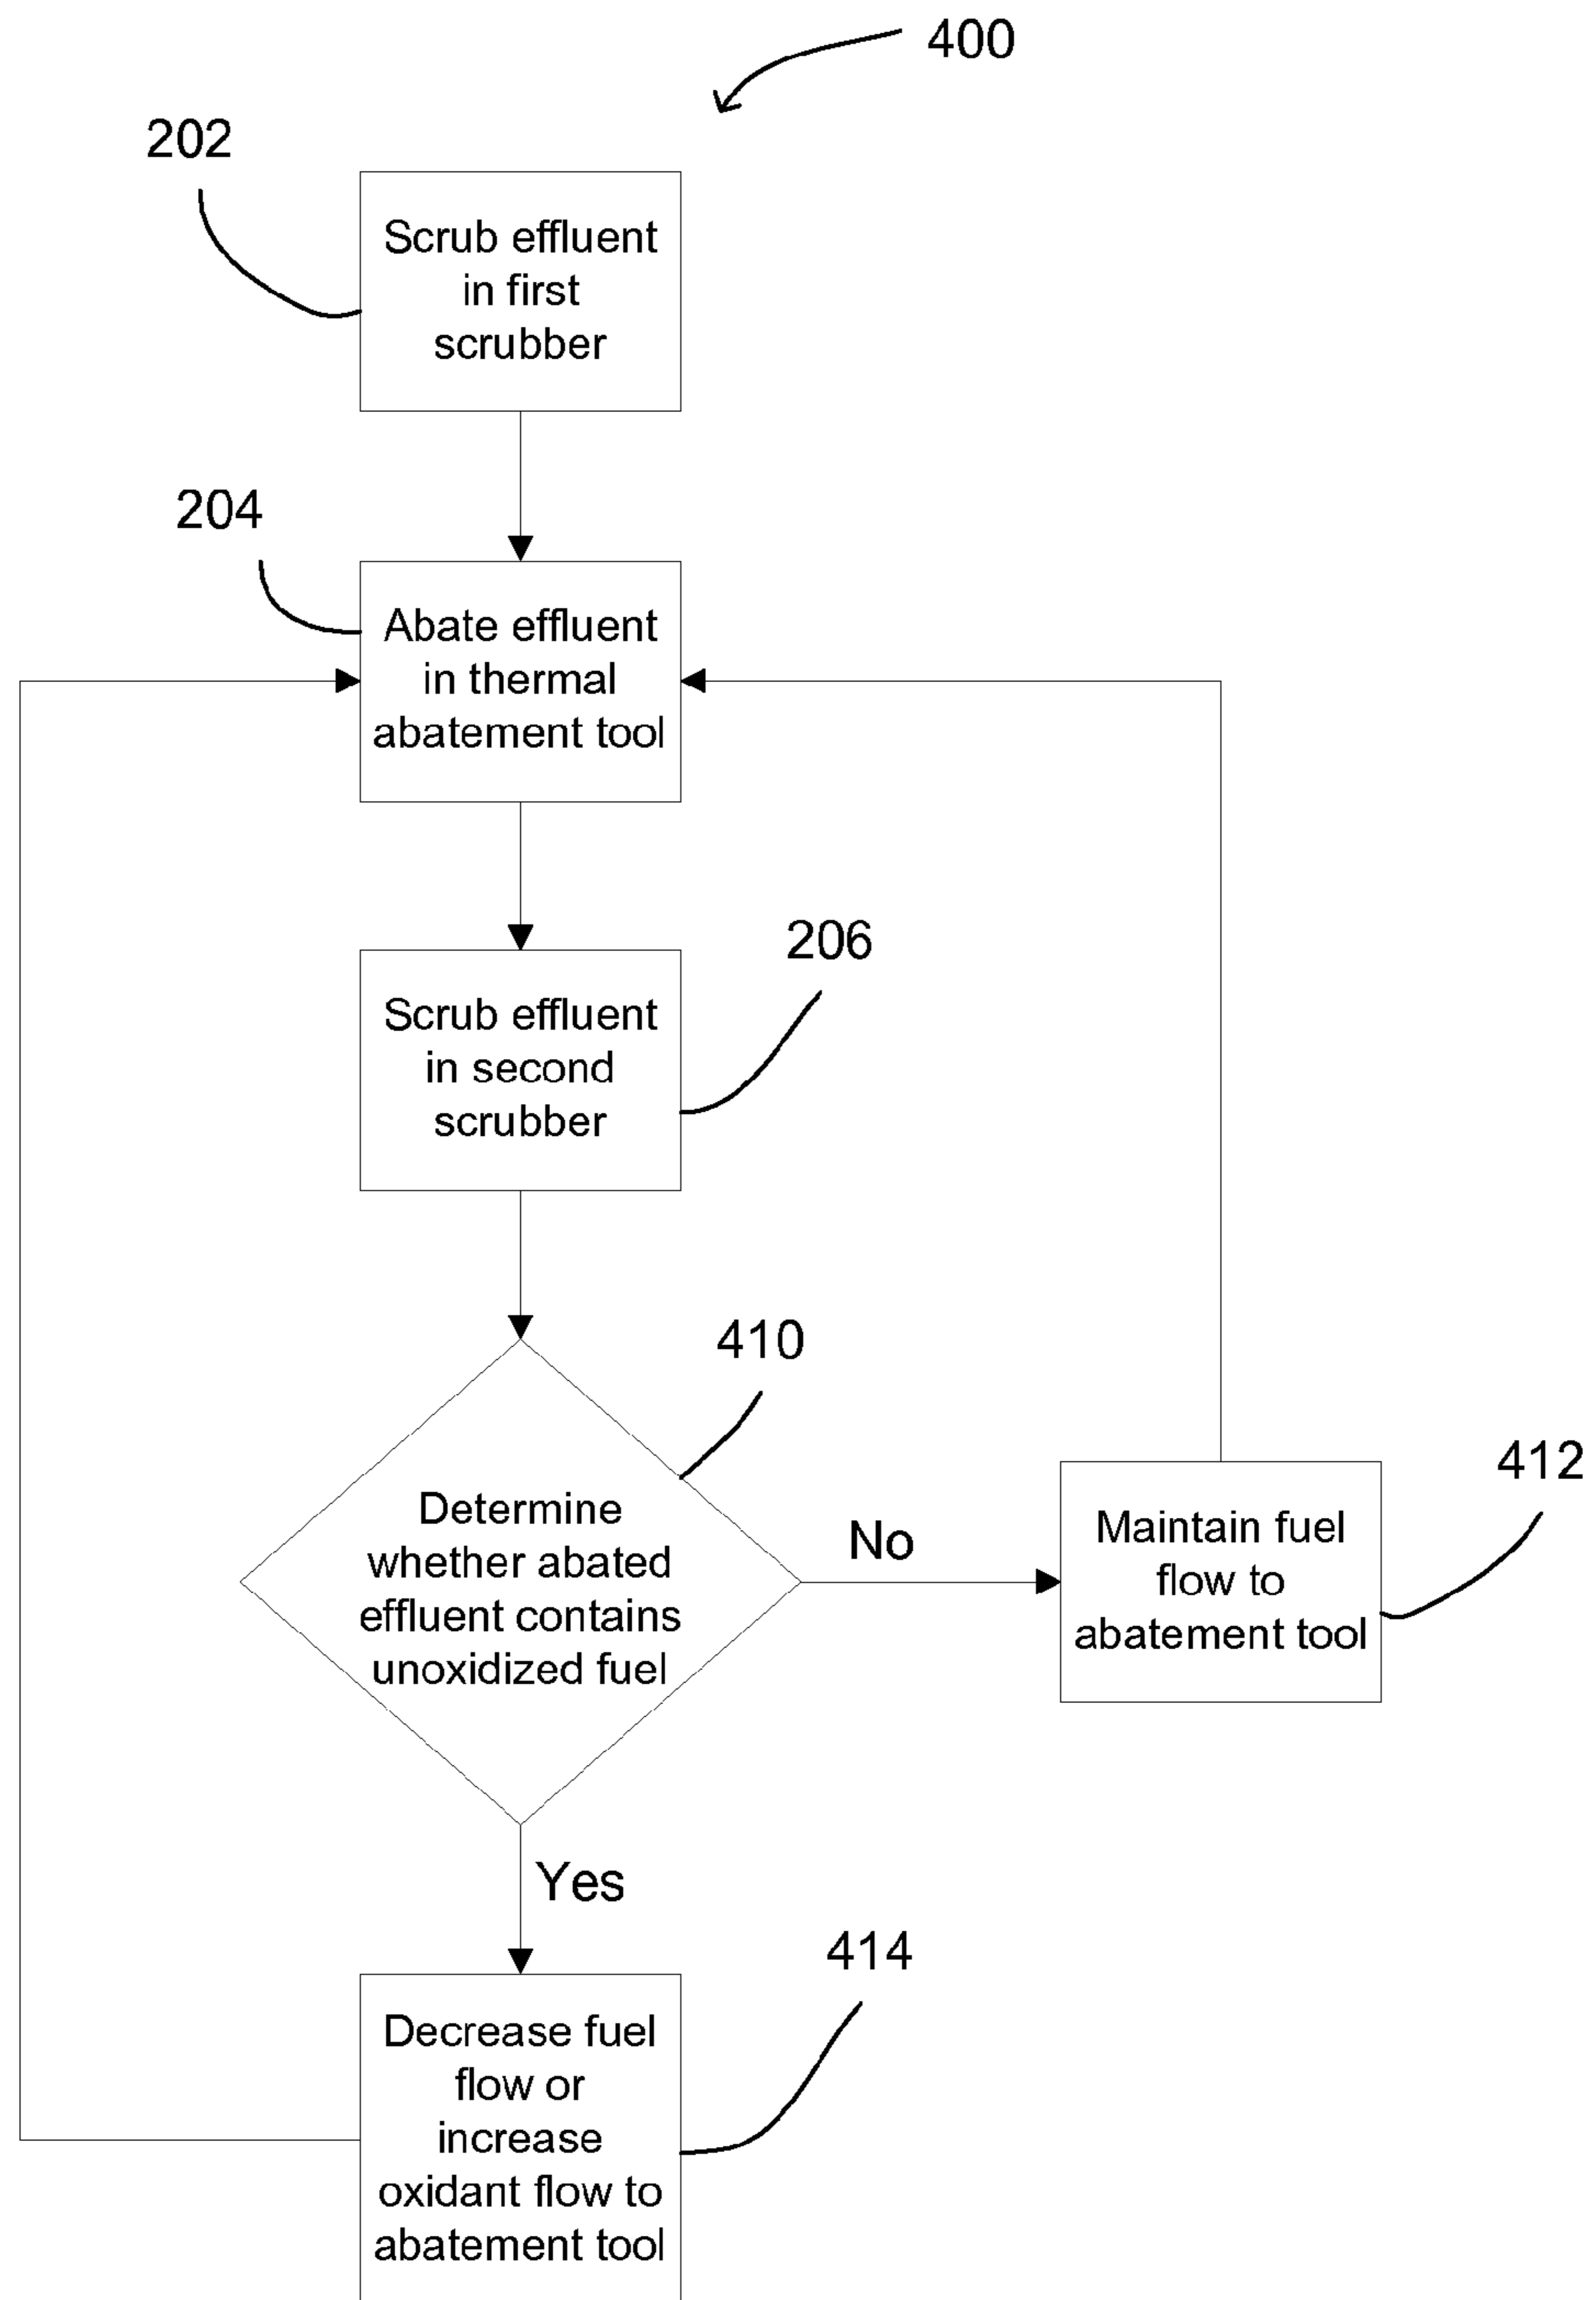 400
202
Scrub effluent
in first
scrubber
204
Abate effluent
in thermal
abatement tool
206
Scrub effluent
in second
scrubber
410
Determine
whether abated
effluent contains
unoxidized fuel
No
412
Maintain fuel
flow to
abatement tool
Yes
414
Decrease fuel
flow or
increase
oxidant flow to
abatement tool